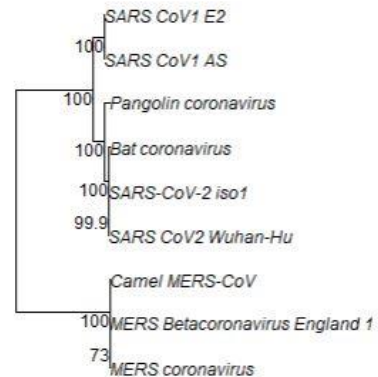 SARS CoV1 E2
100
SARS CoV1 AS
100
Pangolin coronavirus
100
Bat coronavirus
100
SARS-CoV-2 iso1
99.9
SARS CoV2 Wuhan-Hu
Camel MERS-CoV
100
MERS Betacoronavirus England 1
73
MERS coronavirus